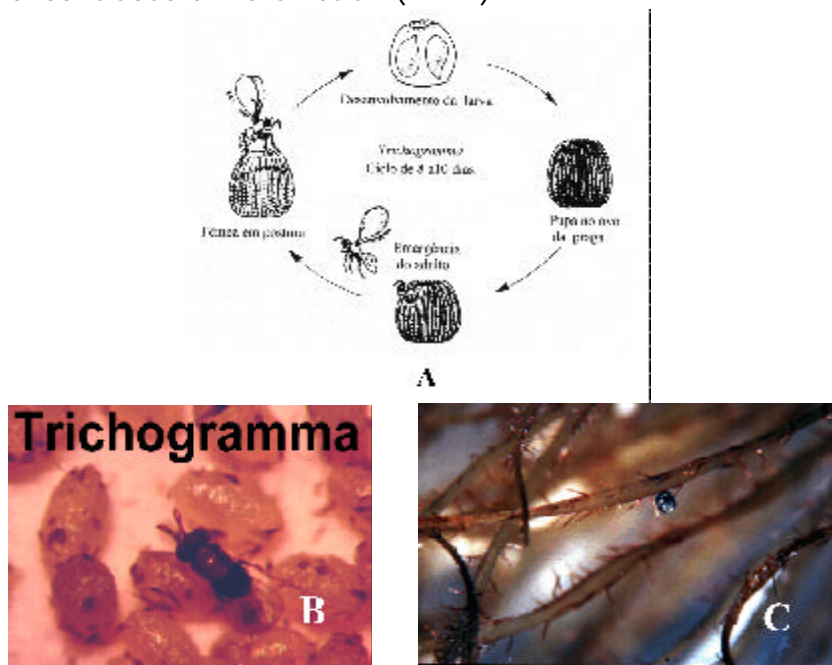 Desenvolvimento da larva
Trichogramma
Ciclo de 8 a10 dias
Fêmea em postura
Pupa no ovo
da praga
Emergência
do adulto
A
Trichogramma
B
C